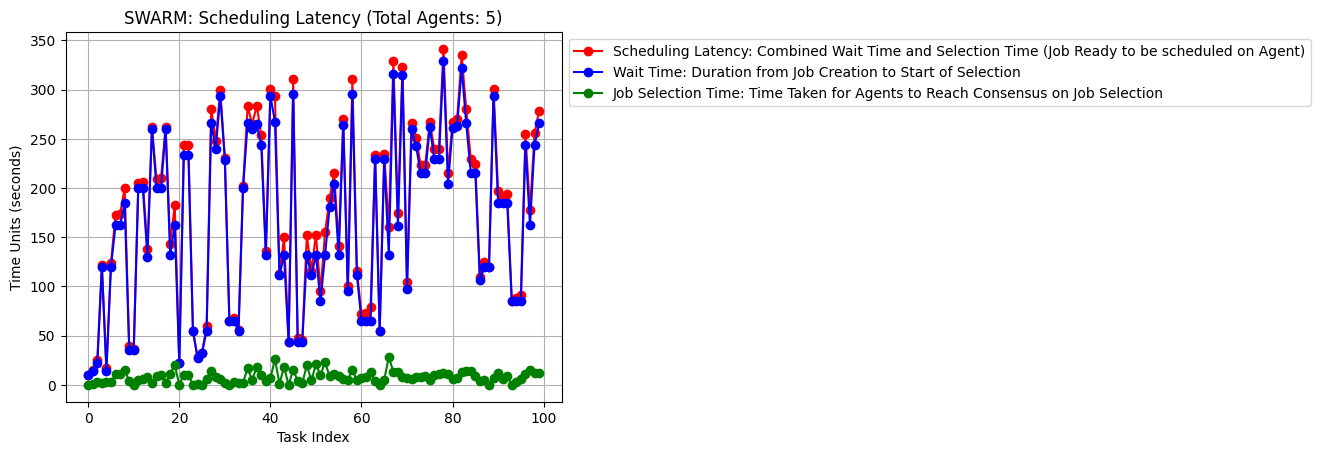 SWARM: Scheduling Latency (Total Agents: 5)
350
300
250
200
150
100
50
0
Time Units (seconds)
0 20 40 60 80 100
Task Index
Scheduling Latency: Combined Wait Time and Selection Time (Job Ready to be scheduled on Agent)
Wait Time: Duration from Job Creation to Start of Selection
Job Selection Time: Time Taken for Agents to Reach Consensus on Job Selection